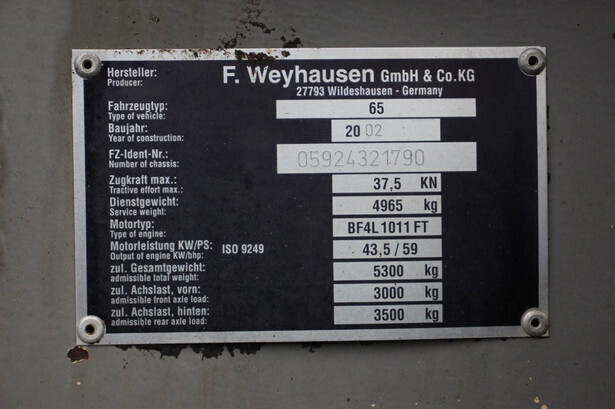 Hersteller: F. Weyhausen GmbH & Co.KG
Producer: 27793 Wildeshausen - Germany
Fahrzeugtyp: 65
Type of vehicle:
Baujahr: 20 02
Year of construction:
FZ-Ident-Nr.: 05924321790
Number of chassis:
Zugkraft max.: 37,5 KN
Tractive effort max.:
Dienstgewicht: 4965 kg
Service weight:
Motortyp: BF4L1011 FT
Type of engine:
Motorleistung KW/PS: ISO 9249 43,5 / 59
Output of engine KW/bhp:
zul. Gesamtgewicht: 5300 kg
admissible total weight:
zul. Achslast, vorn: 3000 kg
admissible front axle load:
zul. Achslast, hinten: 3500 kg
admissible rear axle load: